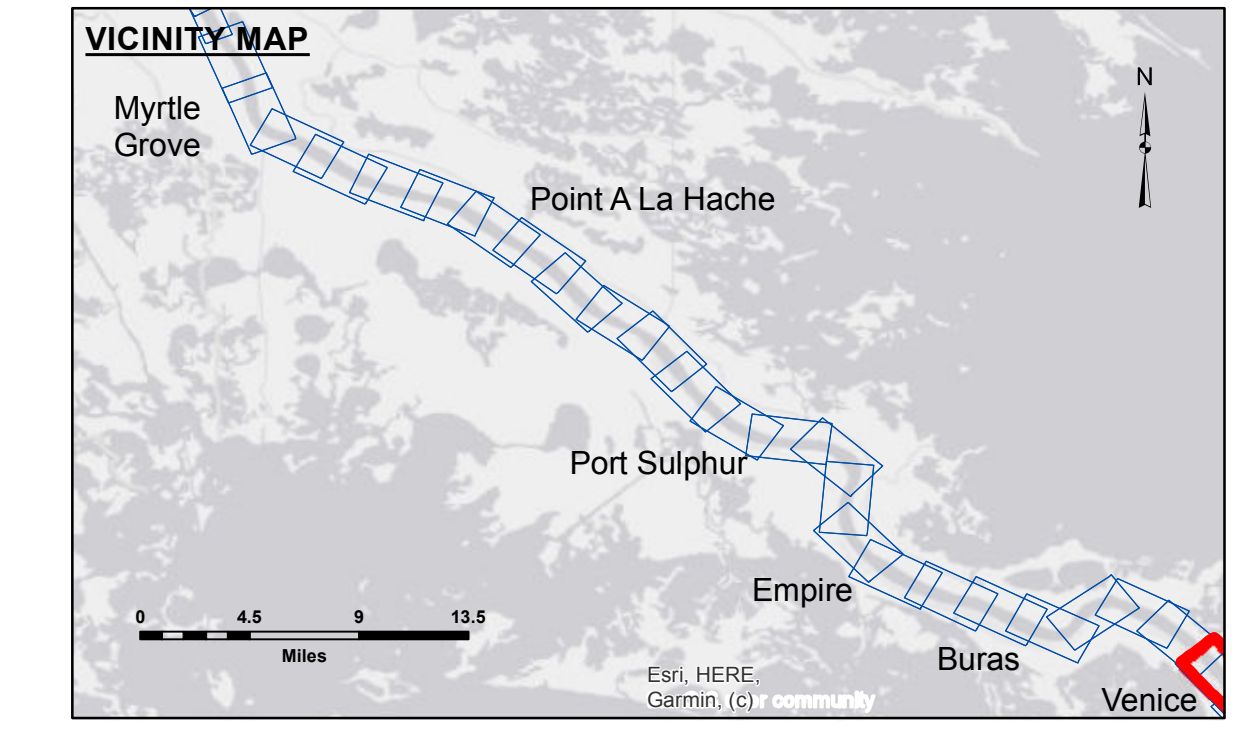 VICINITY MAP
N
Myrtle
Grove
Point A La Hache
Port Sulphur
Empire
0 4.5 9 13.5
Miles
Buras
Esri, HERE,
Garmin, (c)r community
Venice